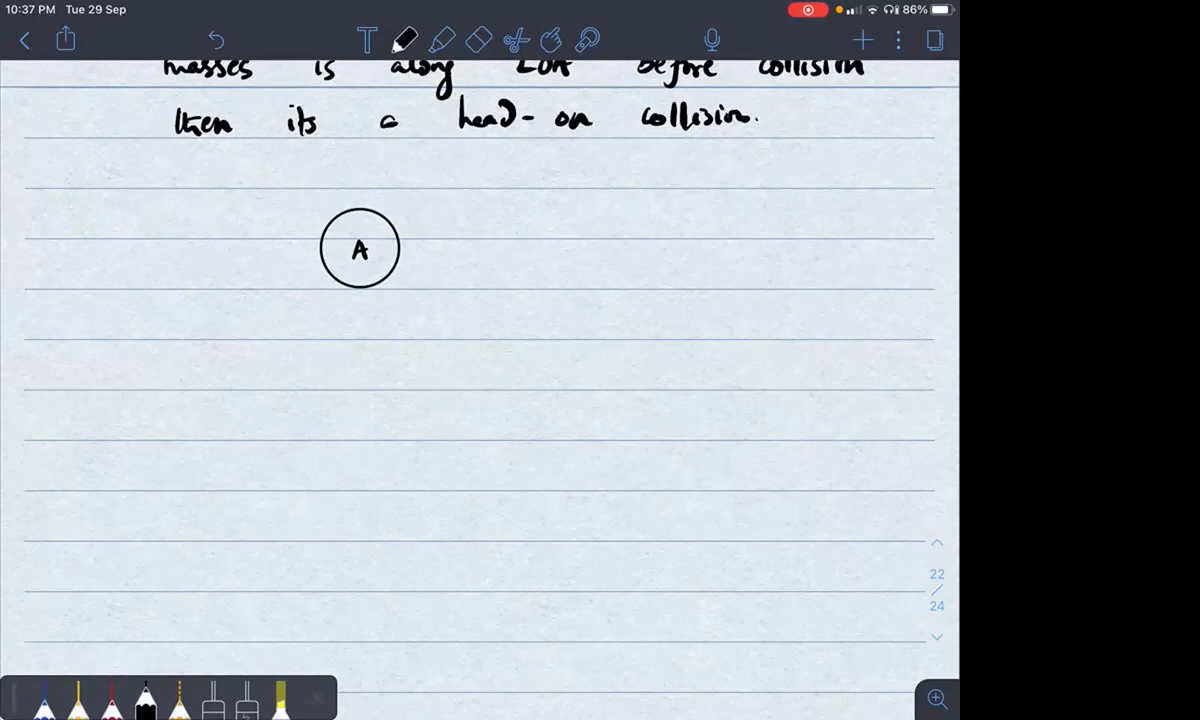 10:37 PM Tue 29 Sep 86%
T
masses is along LOI before collision
then its a head-on collision.
A
22
/
24